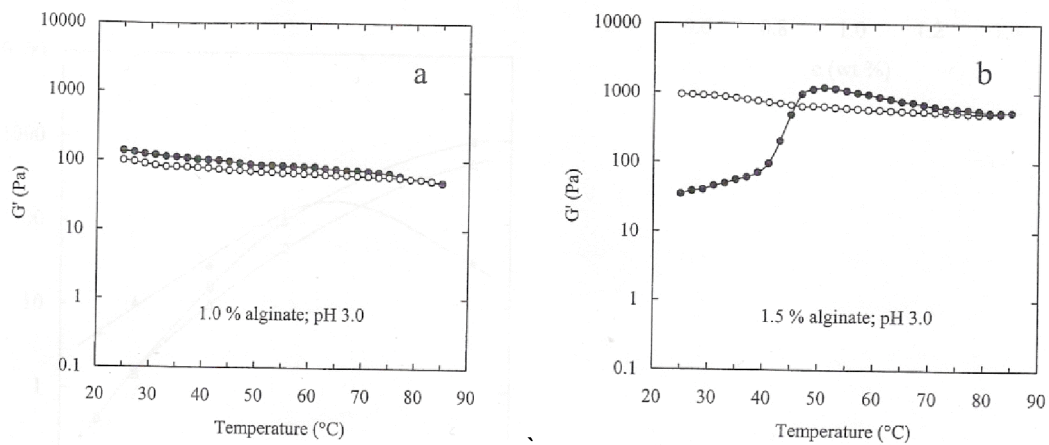 10000
1000
100
10
1
0.1
G' (Pa)
a
1.0 % alginate; pH 3.0
20 30 40 50 60 70 80 90
Temperature (°C)
10000
1000
100
10
1
0.1
G' (Pa)
b
1.5 % alginate; pH 3.0
20 30 40 50 60 70 80 90
Temperature (°C)